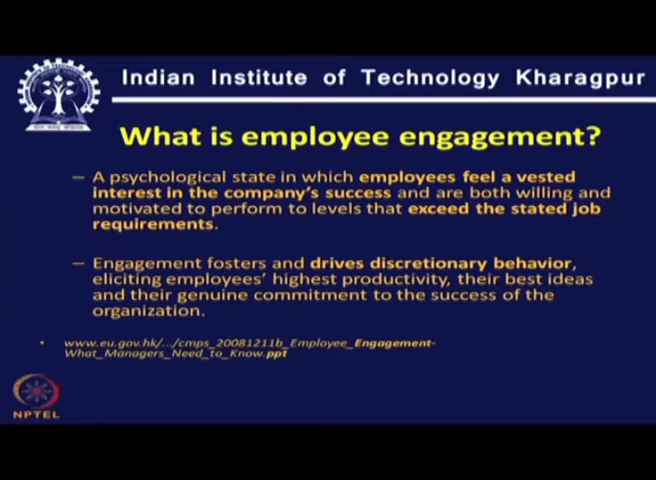 Indian Institute of Technology Kharagpur
What is employee engagement?
– A psychological state in which employees feel a vested
interest in the company's success and are both willing and
motivated to perform to levels that exceed the stated job
requirements.
– Engagement fosters and drives discretionary behavior,
eliciting employees' highest productivity, their best ideas
and their genuine commitment to the success of the
organization.
• www.eu.gov.hk/.../cmps_20081211b_Employee_Engagement-
What_Managers_Need_to_Know.ppt
NPTEL